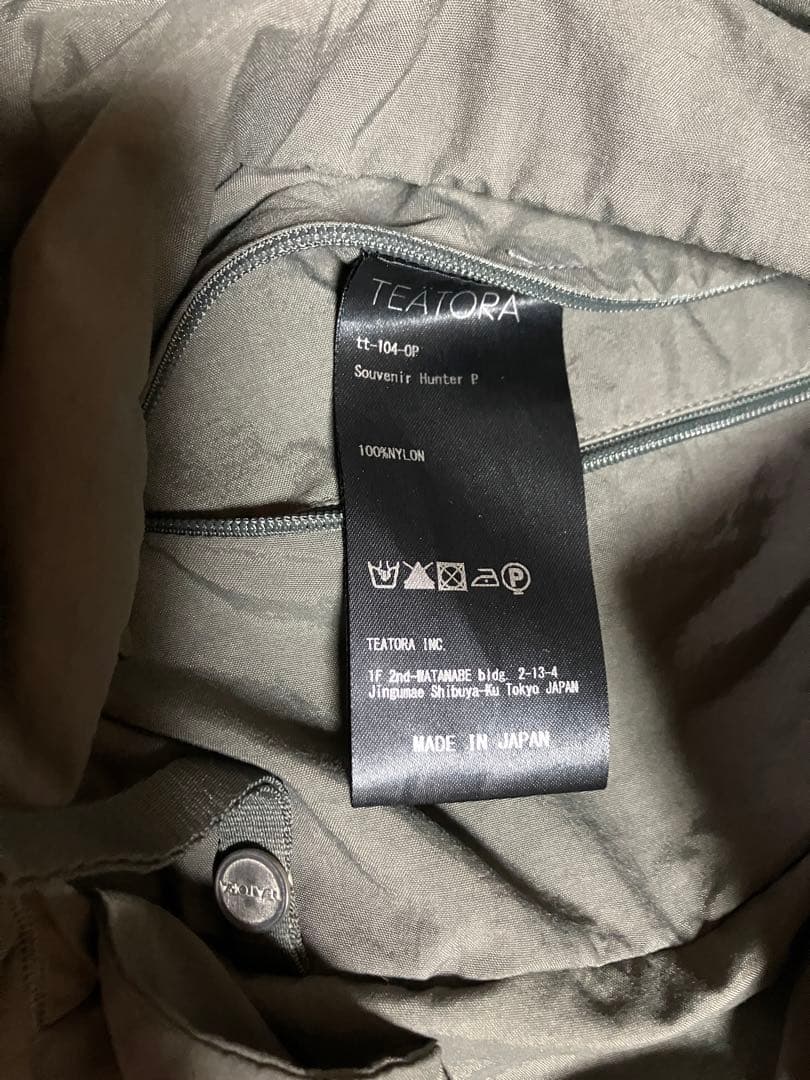 TEATORA
tt-104-OP
Souvenir Hunter P
100%NYLON
P
TEATORA INC.
1F 2nd-WATANABE bldg. 2-13-4
Jingumae Shibuya-Ku Tokyo JAPAN
MADE IN JAPAN
TEATORA